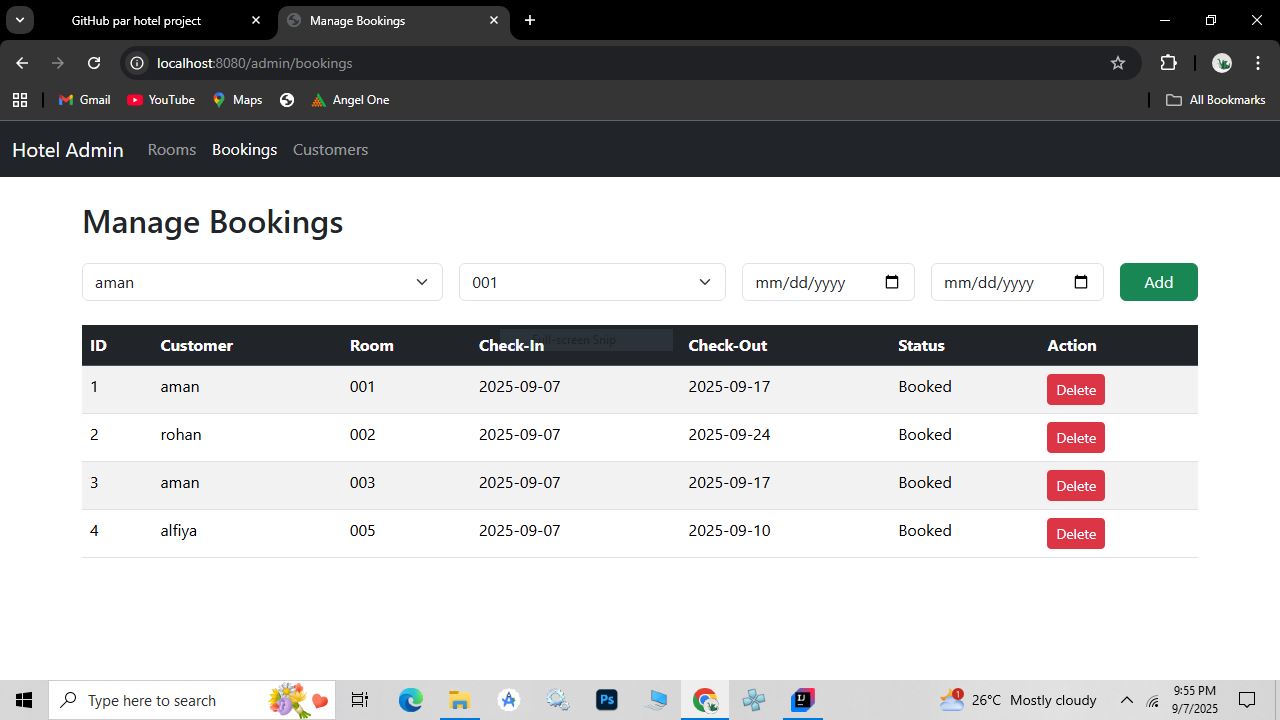 GitHub par hotel project
Manage Bookings
localhost:8080/admin/bookings
Gmail YouTube Maps Angel One All Bookmarks
Hotel Admin Rooms Bookings Customers
Manage Bookings
aman 001 mm/dd/yyyy mm/dd/yyyy Add
Full-screen Snip
ID Customer Room Check-In Check-Out Status Action
1 aman 001 2025-09-07 2025-09-17 Booked Delete
2 rohan 002 2025-09-07 2025-09-24 Booked Delete
3 aman 003 2025-09-07 2025-09-17 Booked Delete
4 alfiya 005 2025-09-07 2025-09-10 Booked Delete
Type here to search
Ps
IJ
1
26°C Mostly cloudy
9:55 PM
9/7/2025